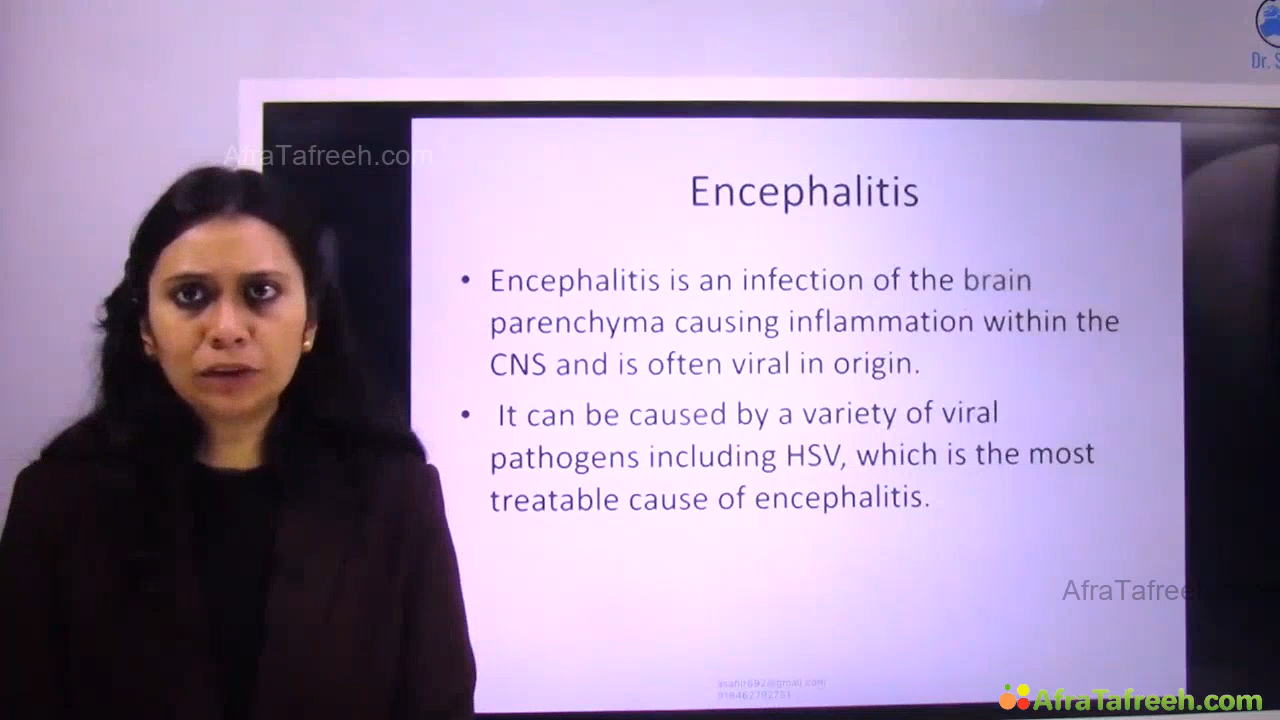 Dr. S
AfraTafreeh.com
Encephalitis
• Encephalitis is an infection of the brain
parenchyma causing inflammation within the
CNS and is often viral in origin.
• It can be caused by a variety of viral
pathogens including HSV, which is the most
treatable cause of encephalitis.
AfraTafree
AfraTafreeh.com